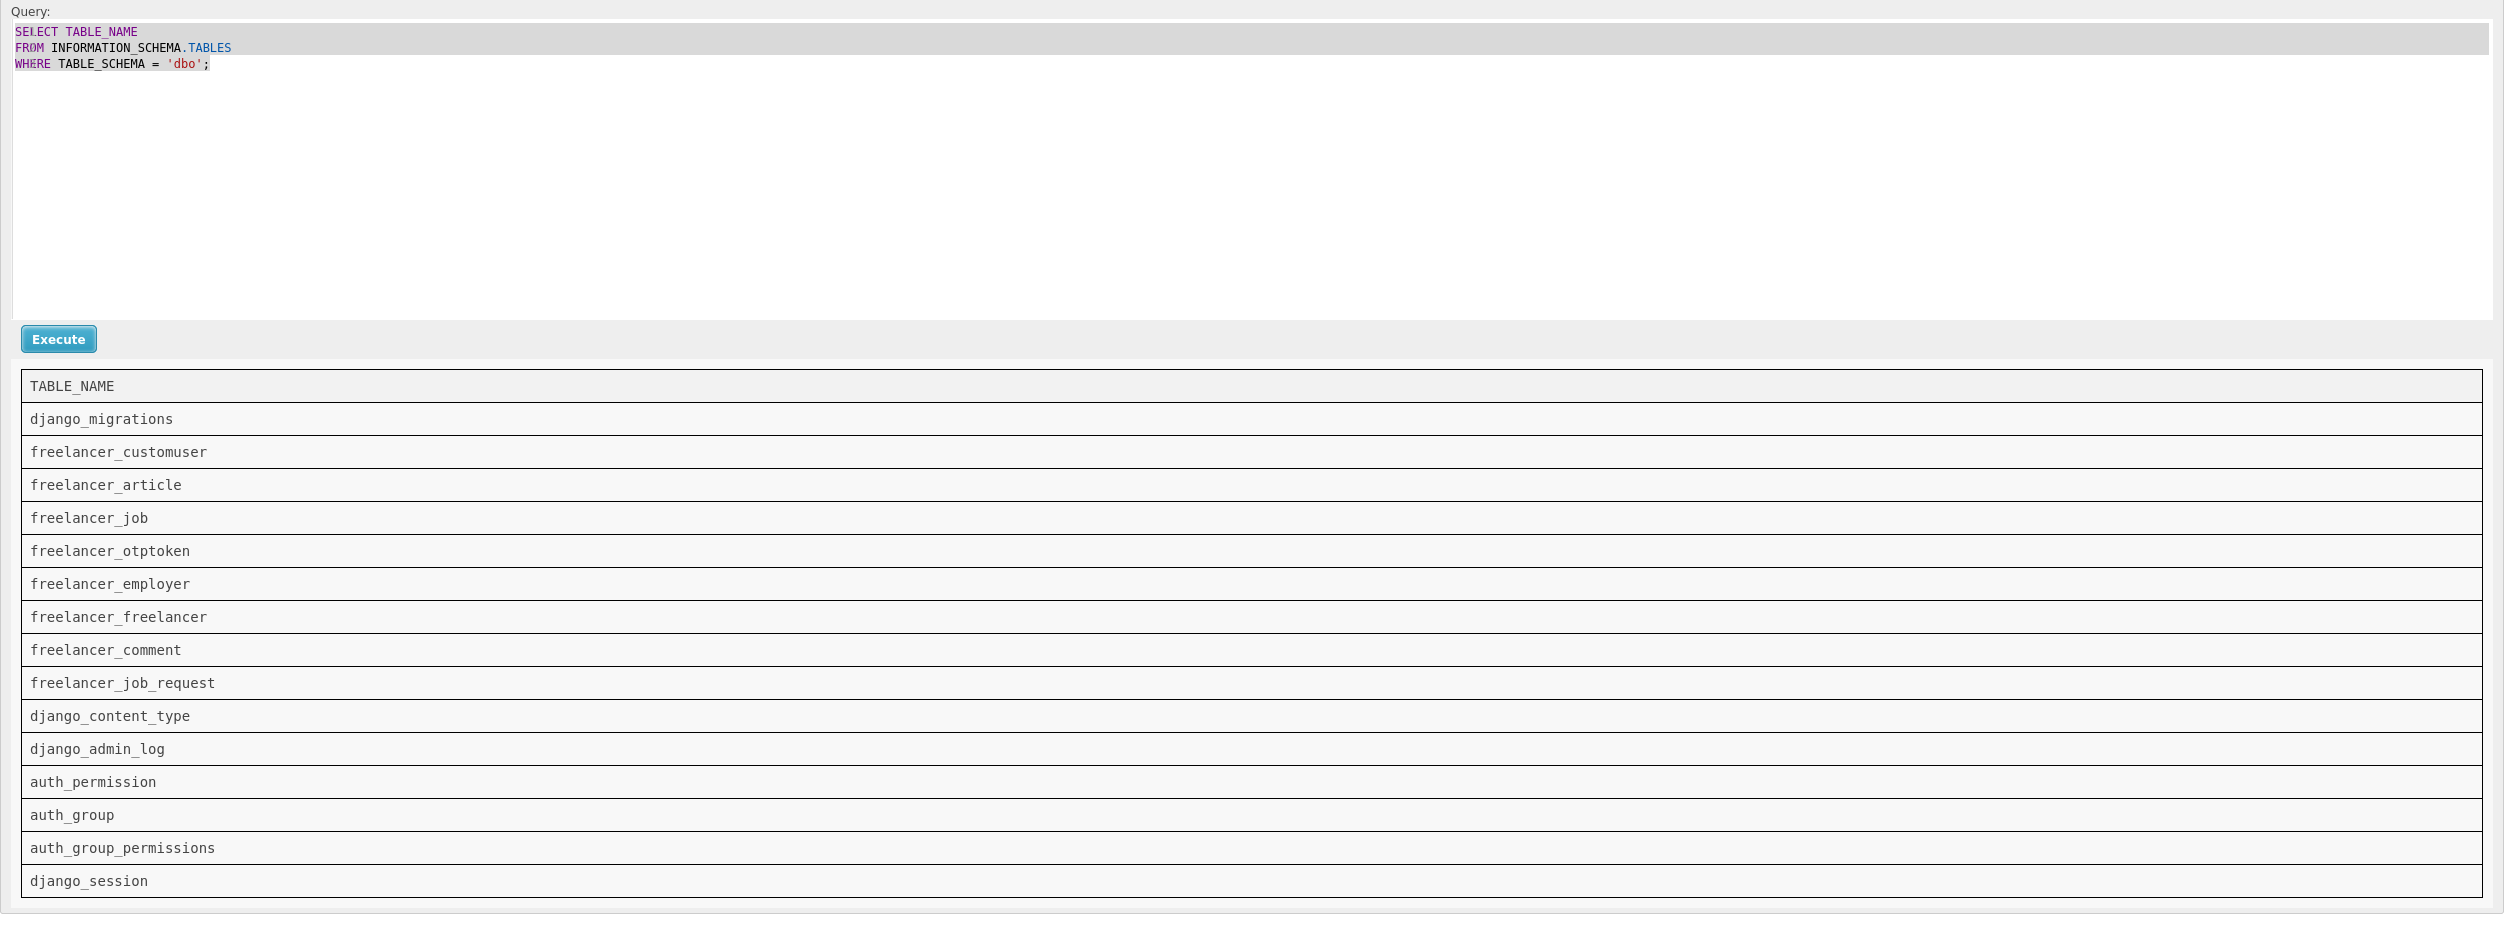 Query:
SELECT TABLE_NAME
FROM INFORMATION_SCHEMA.TABLES
WHERE TABLE_SCHEMA = 'dbo';
Execute
TABLE_NAME
django_migrations
freelancer_customuser
freelancer_article
freelancer_job
freelancer_otptoken
freelancer_employer
freelancer_freelancer
freelancer_comment
freelancer_job_request
django_content_type
django_admin_log
auth_permission
auth_group
auth_group_permissions
django_session